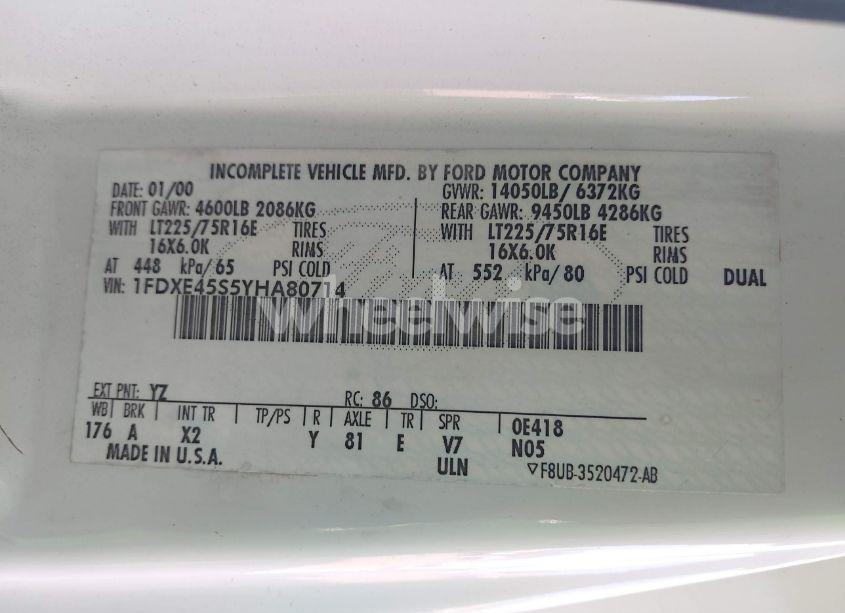 INCOMPLETE VEHICLE MFD. BY FORD MOTOR COMPANY
DATE: 01/00 GVWR: 14050LB/ 6372KG
FRONT GAWR: 4600LB 2086KG REAR GAWR: 9450LB 4286KG
WITH LT225/75R16E TIRES WITH LT225/75R16E TIRES
16X6.0K RIMS 16X6.0K RIMS
AT 448 kPa/65 PSI COLD AT 552 kPa/80 PSI COLD DUAL
VIN: 1FDXE45S5YHA80714
wheelwise
EXT PNT: YZ RC: 86 DSO:
WB BRK INT TR TP/PS R AXLE TR SPR 0E418
176 A X2 Y 81 E V7 N05
MADE IN U.S.A. ULN ▽F8UB-3520472-AB